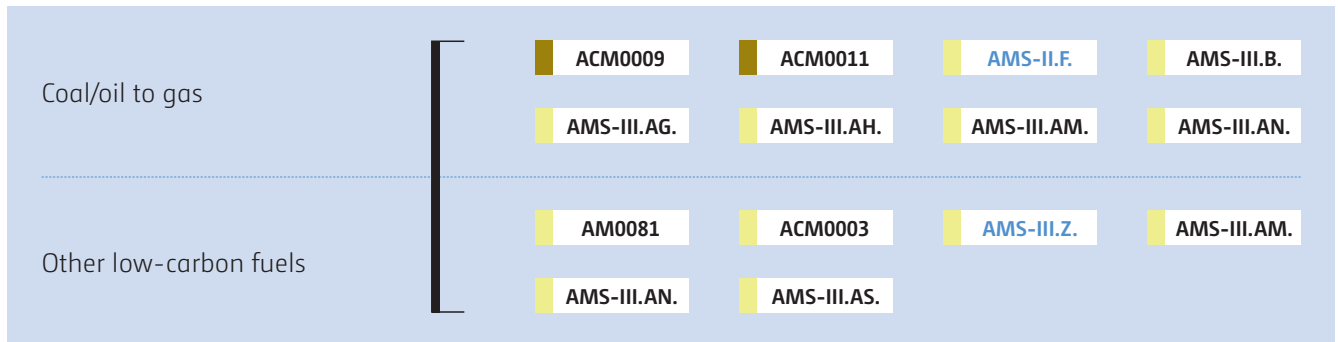 Coal/oil to gas
ACM0009 ACM0011 AMS-II.F. AMS-III.B.
AMS-III.AG. AMS-III.AH. AMS-III.AM. AMS-III.AN.
Other low-carbon fuels
AM0081 ACM0003 AMS-III.Z. AMS-III.AM.
AMS-III.AN. AMS-III.AS.